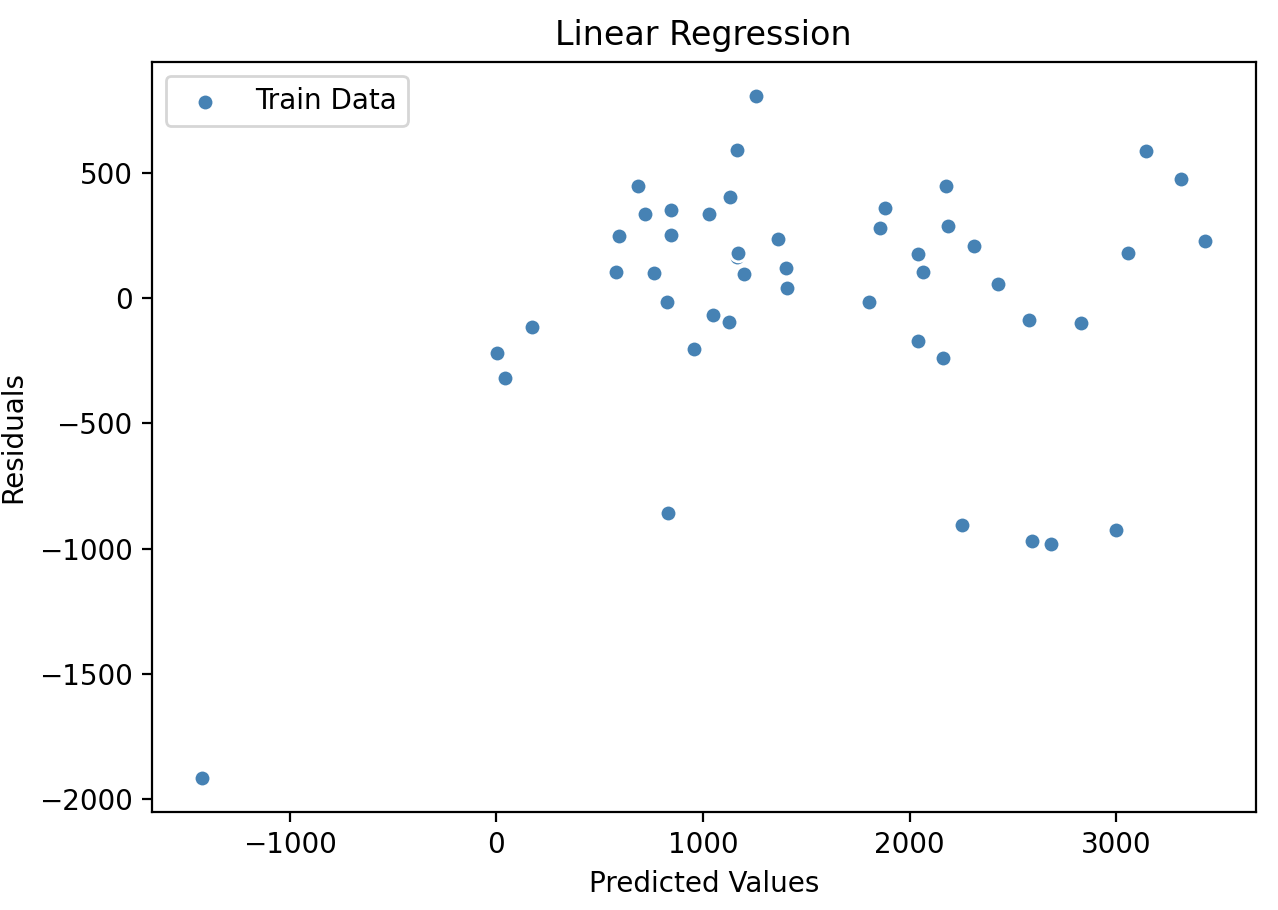 Linear Regression
Train Data
500
0
−500
−1000
−1500
−2000
Residuals
−1000
0
1000
2000
3000
Predicted Values